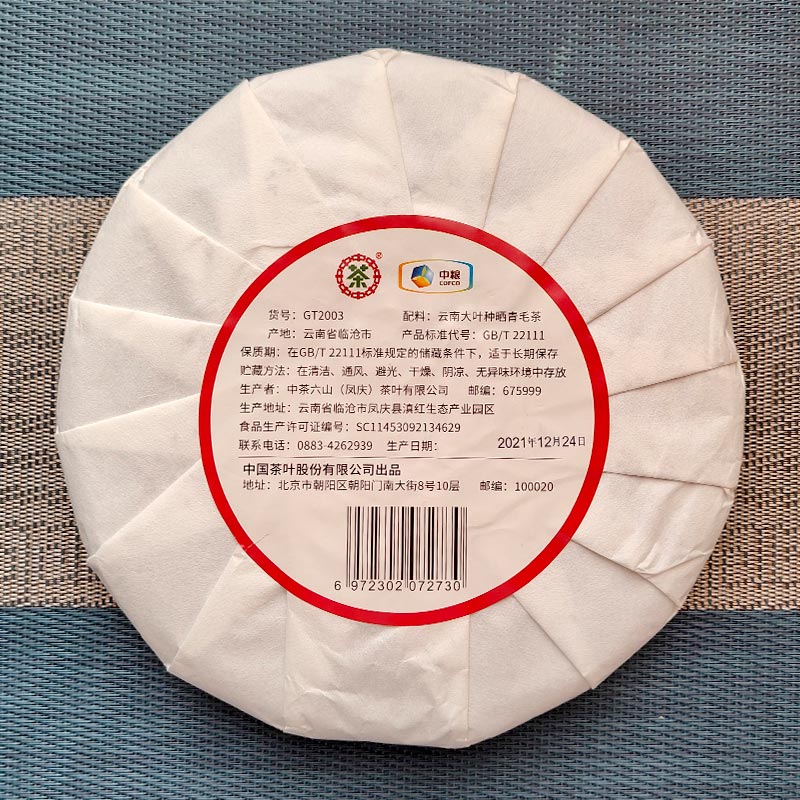 茶 ® 中粮
COFCO
货号：GT2003 配料：云南大叶种晒青毛茶
产地：云南省临沧市 产品标准代号：GB/T 22111
保质期：在GB/T 22111标准规定的储藏条件下，适于长期保存
贮藏方法：在清洁、通风、避光、干燥、阴凉、无异味环境中存放
生产者：中茶六山（凤庆）茶叶有限公司 邮编：675999
生产地址：云南省临沧市凤庆县滇红生态产业园区
食品生产许可证编号：SC11453092134629
联系电话：0883-4262939 生产日期： 2021年12月24日
中国茶叶股份有限公司出品
地址：北京市朝阳区朝阳门南大街8号10层 邮编：100020
6 972302 072730